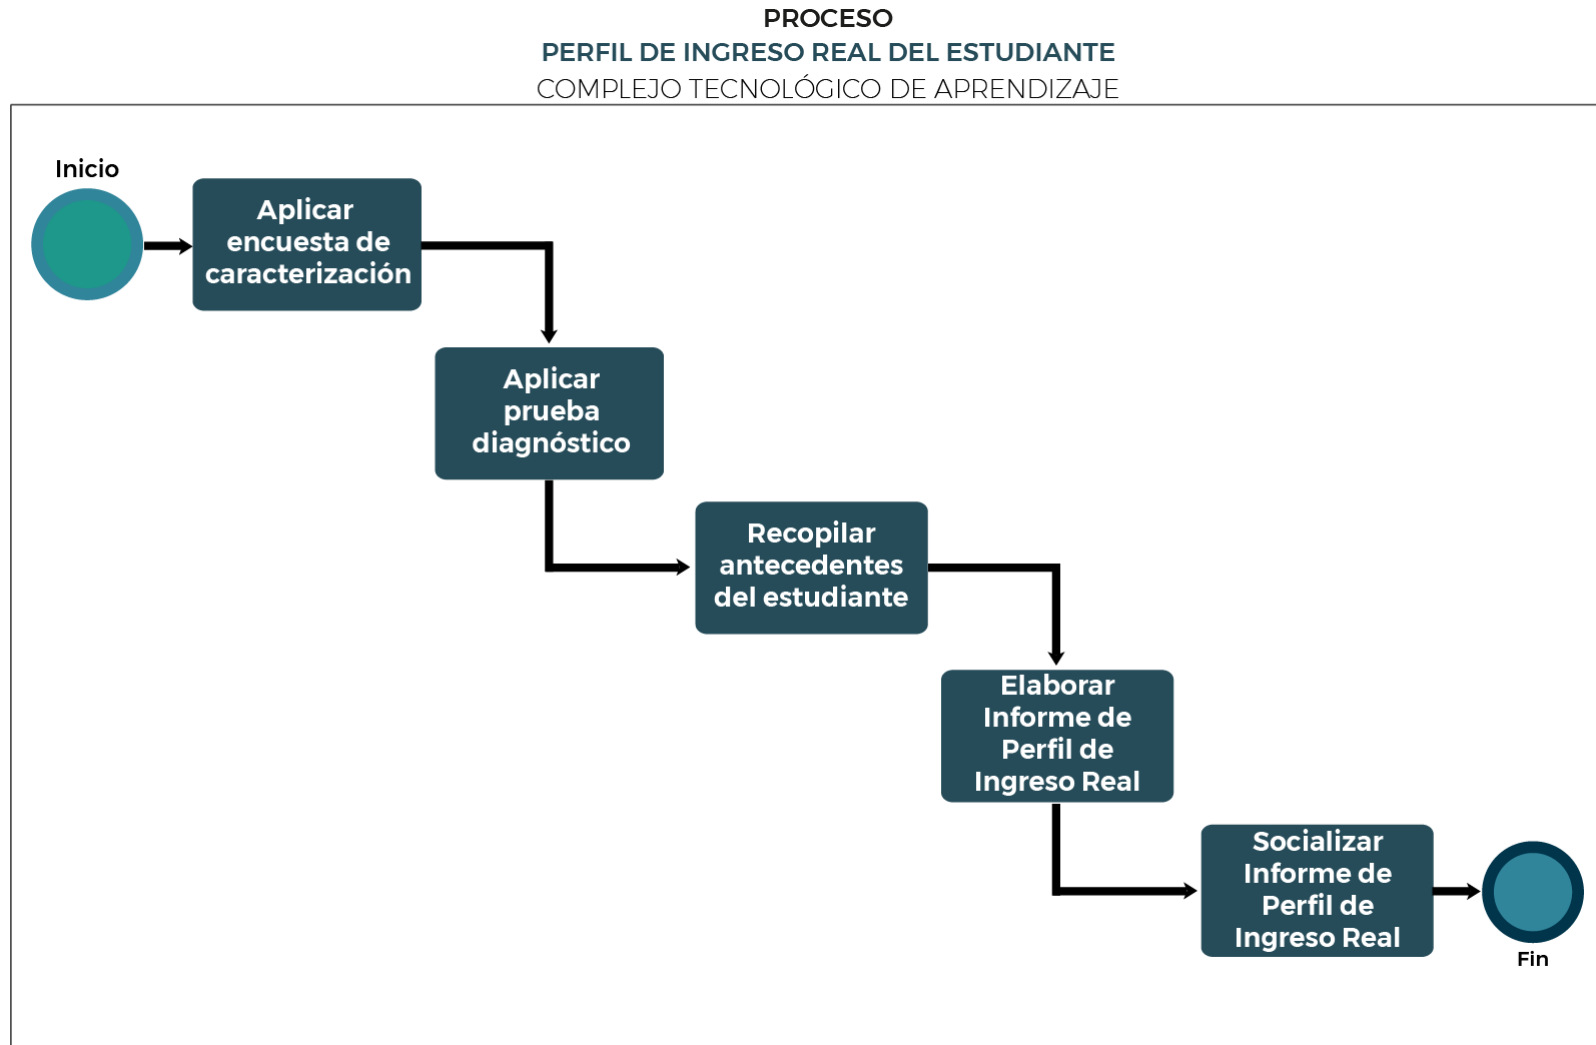 PROCESO
PERFIL DE INGRESO REAL DEL ESTUDIANTE
COMPLEJO TECNOLÓGICO DE APRENDIZAJE
Inicio
Aplicar
encuesta de
caracterización
Aplicar
prueba
diagnóstico
Recopilar
antecedentes
del estudiante
Elaborar
Informe de
Perfil de
Ingreso Real
Socializar
Informe de
Perfil de
Ingreso Real
Fin